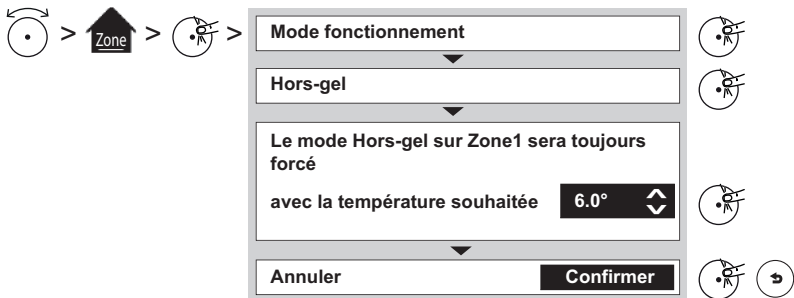 > Zone > >
Mode fonctionnement
Hors-gel
Le mode Hors-gel sur Zone1 sera toujours
forcé
avec la température souhaitée 6.0°
Annuler Confirmer